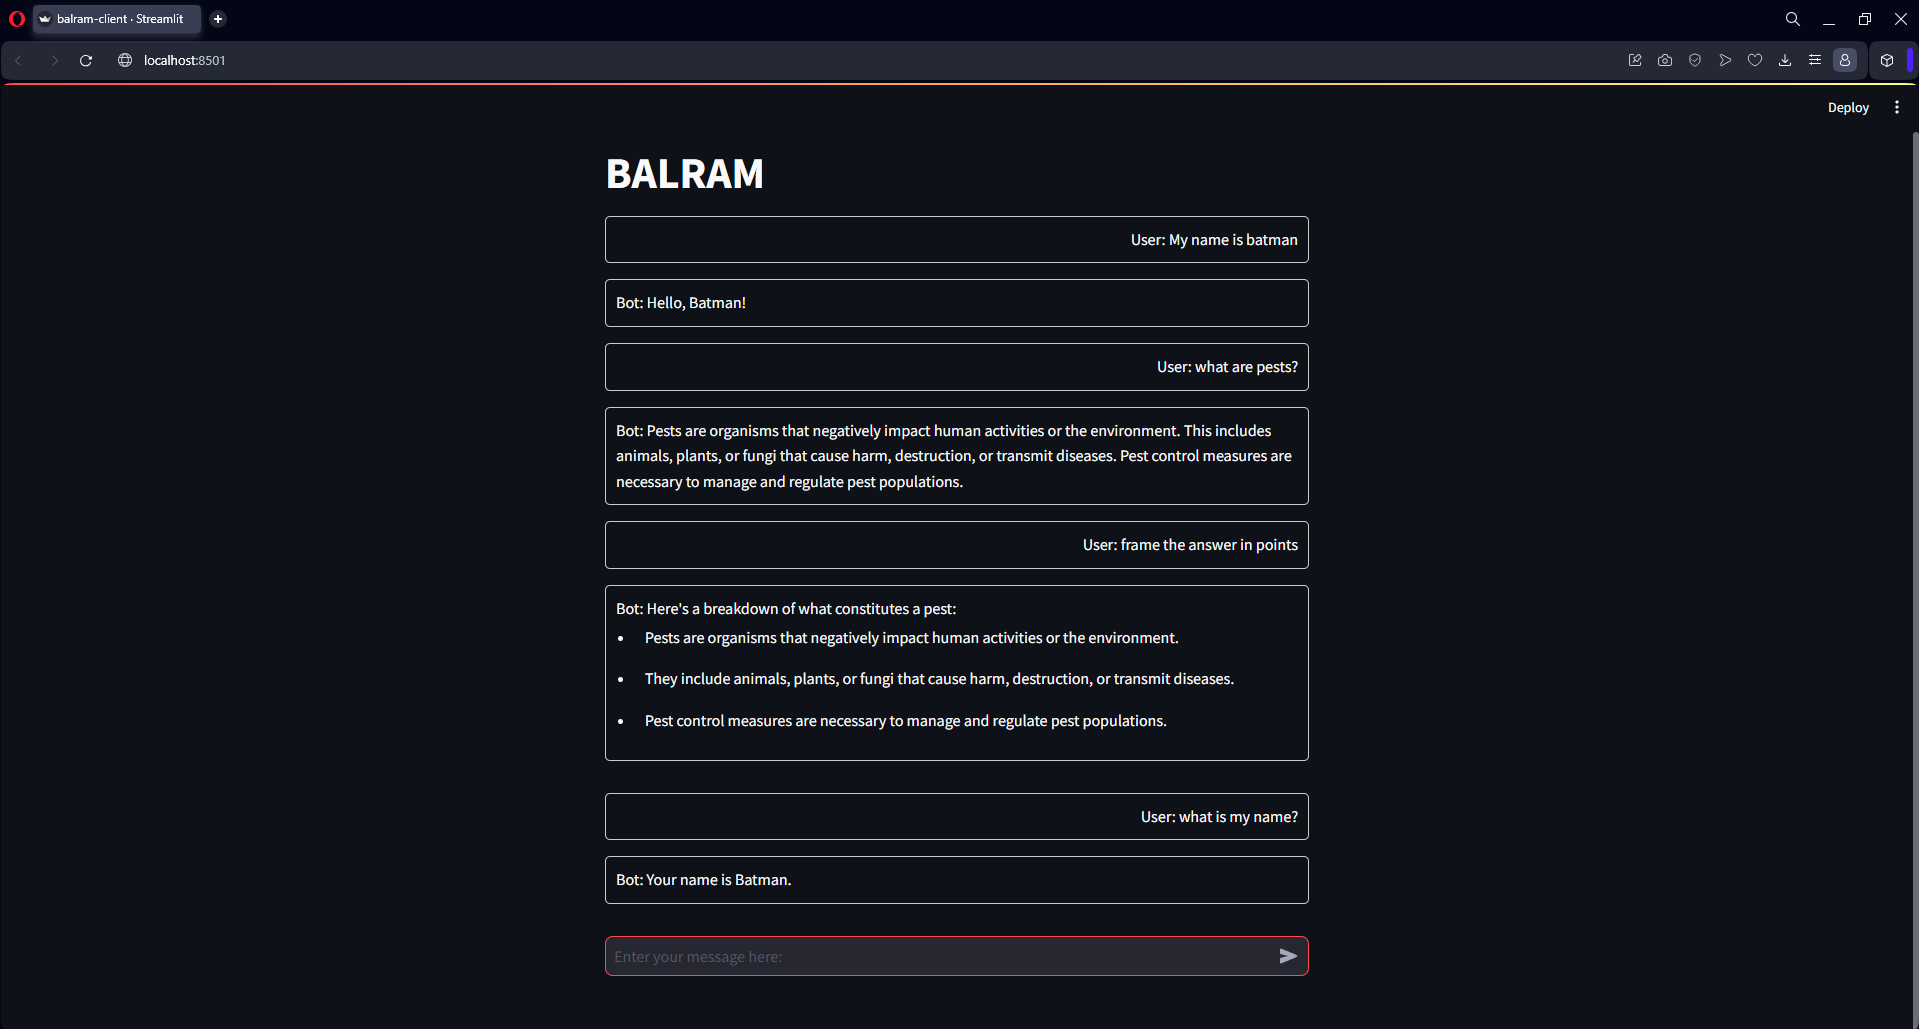 balram-client · Streamlit
localhost:8501
Deploy
BALRAM
User: My name is batman
Bot: Hello, Batman!
User: what are pests?
Bot: Pests are organisms that negatively impact human activities or the environment. This includes
animals, plants, or fungi that cause harm, destruction, or transmit diseases. Pest control measures are
necessary to manage and regulate pest populations.
User: frame the answer in points
Bot: Here's a breakdown of what constitutes a pest:
• Pests are organisms that negatively impact human activities or the environment.
• They include animals, plants, or fungi that cause harm, destruction, or transmit diseases.
• Pest control measures are necessary to manage and regulate pest populations.
User: what is my name?
Bot: Your name is Batman.
Enter your message here: